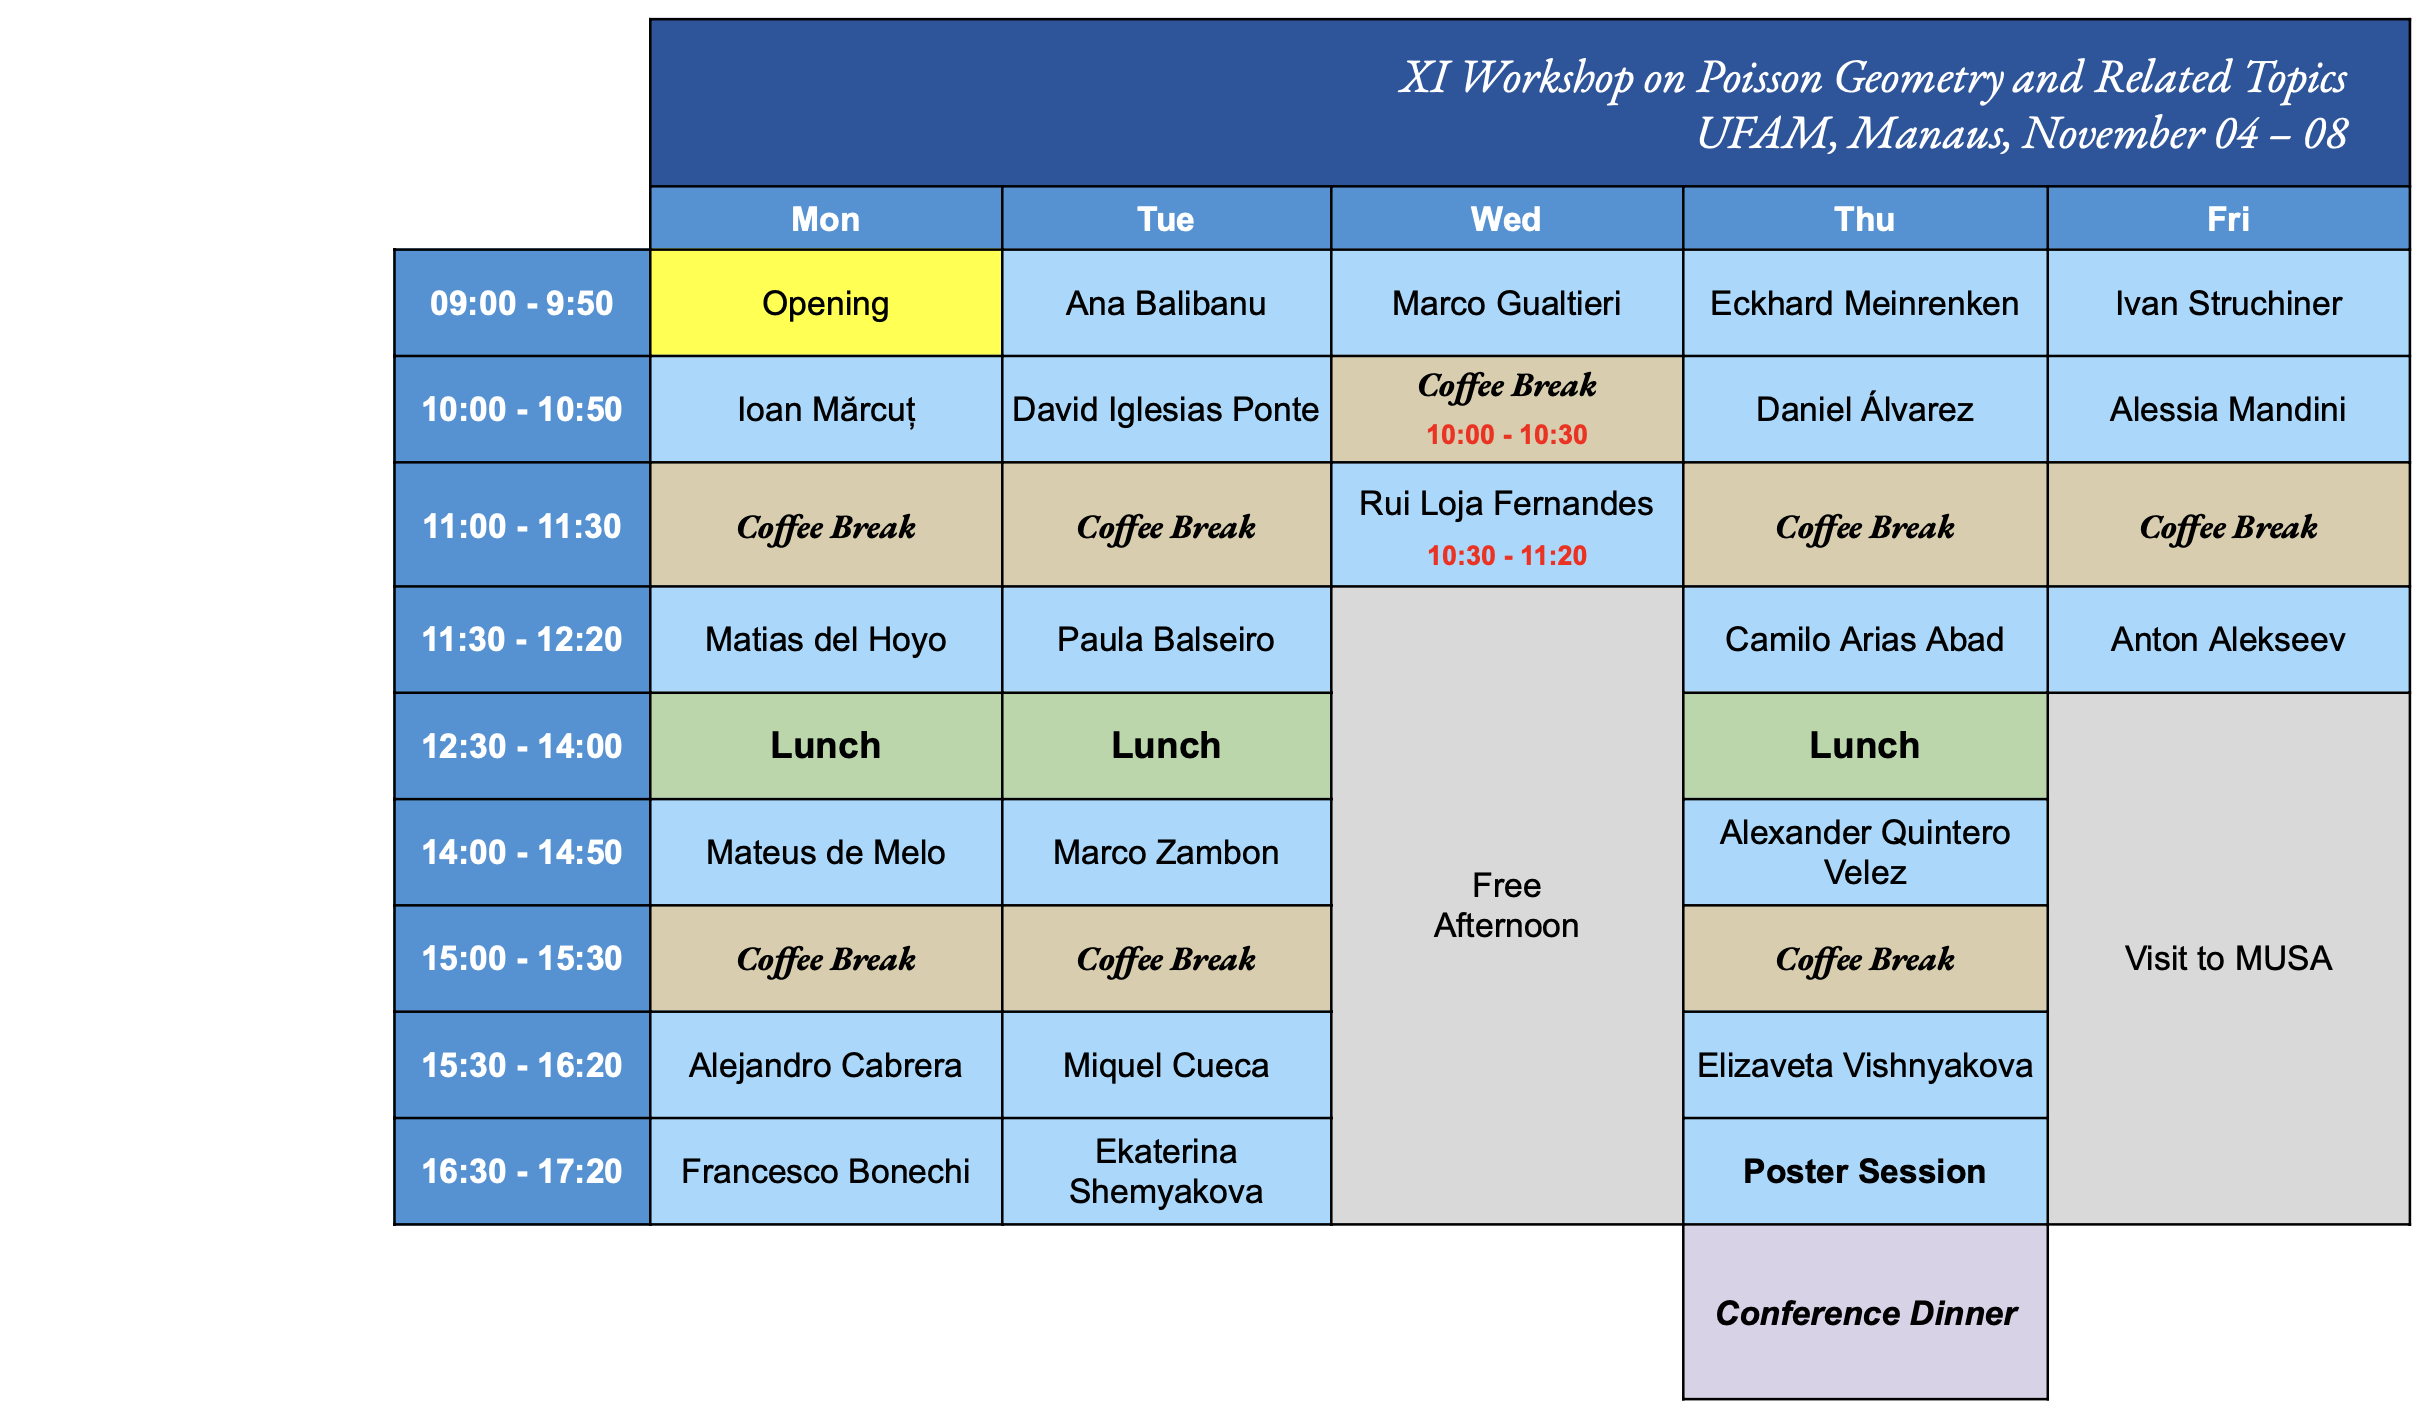 XI Workshop on Poisson Geometry and Related Topics
UFAM, Manaus, November 04 – 08
Mon
Tue
Wed
Thu
Fri
09:00 - 9:50
Opening
Ana Balibanu
Marco Gualtieri
Eckhard Meinrenken
Ivan Struchiner
10:00 - 10:50
Ioan Mărcuț
David Iglesias Ponte
Coffee Break
10:00 - 10:30
Daniel Álvarez
Alessia Mandini
11:00 - 11:30
Coffee Break
Coffee Break
Rui Loja Fernandes
10:30 - 11:20
Coffee Break
Coffee Break
11:30 - 12:20
Matias del Hoyo
Paula Balseiro
Camilo Arias Abad
Anton Alekseev
12:30 - 14:00
Lunch
Lunch
Lunch
14:00 - 14:50
Mateus de Melo
Marco Zambon
Free
Afternoon
Alexander Quintero
Velez
15:00 - 15:30
Coffee Break
Coffee Break
Coffee Break
Visit to MUSA
15:30 - 16:20
Alejandro Cabrera
Miquel Cueca
Elizaveta Vishnyakova
16:30 - 17:20
Francesco Bonechi
Ekaterina
Shemyakova
Poster Session
Conference Dinner